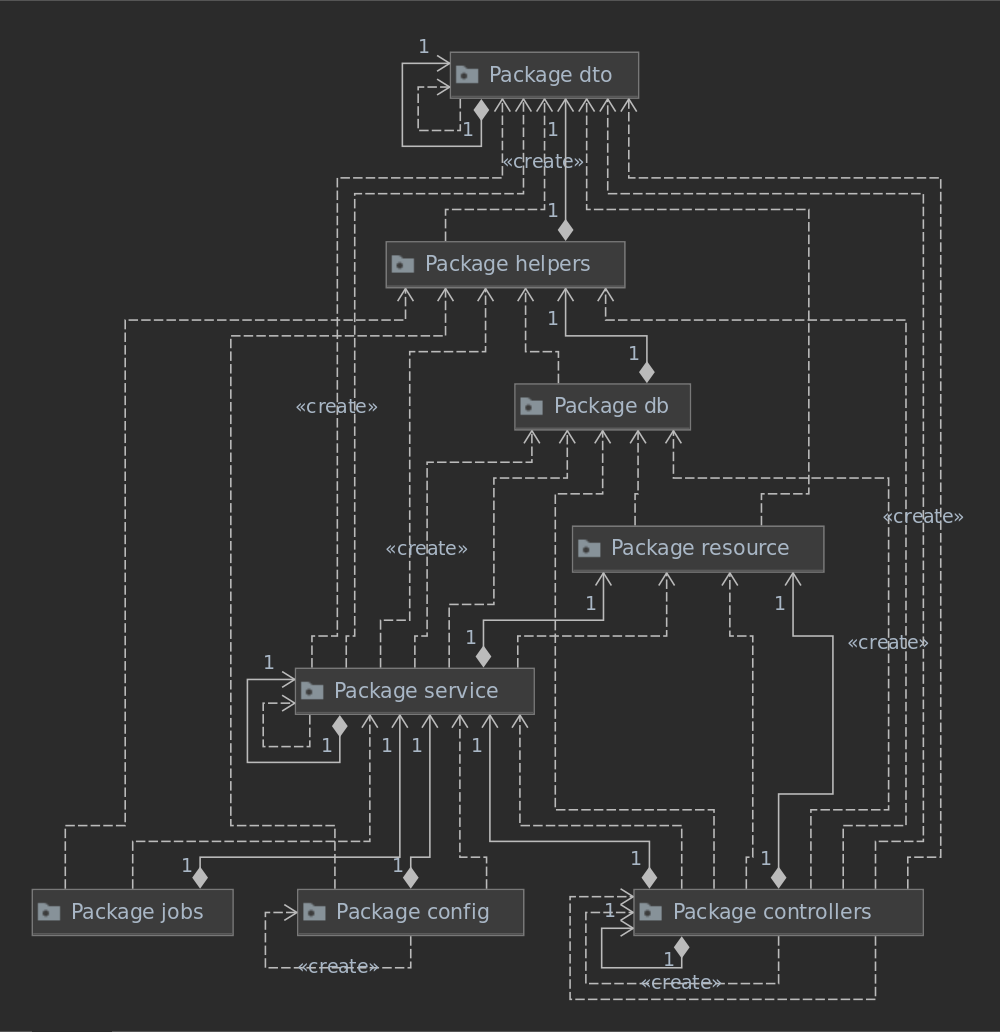 1
Package dto
1
1
«create»
1
Package helpers
1
1
«create»
Package db
«create»
«create»
Package resource
1
1
1
«create»
1
Package service
1
1
1
1
1
1
1
1
Package jobs
Package config
1
Package controllers
1
«create»
«create»